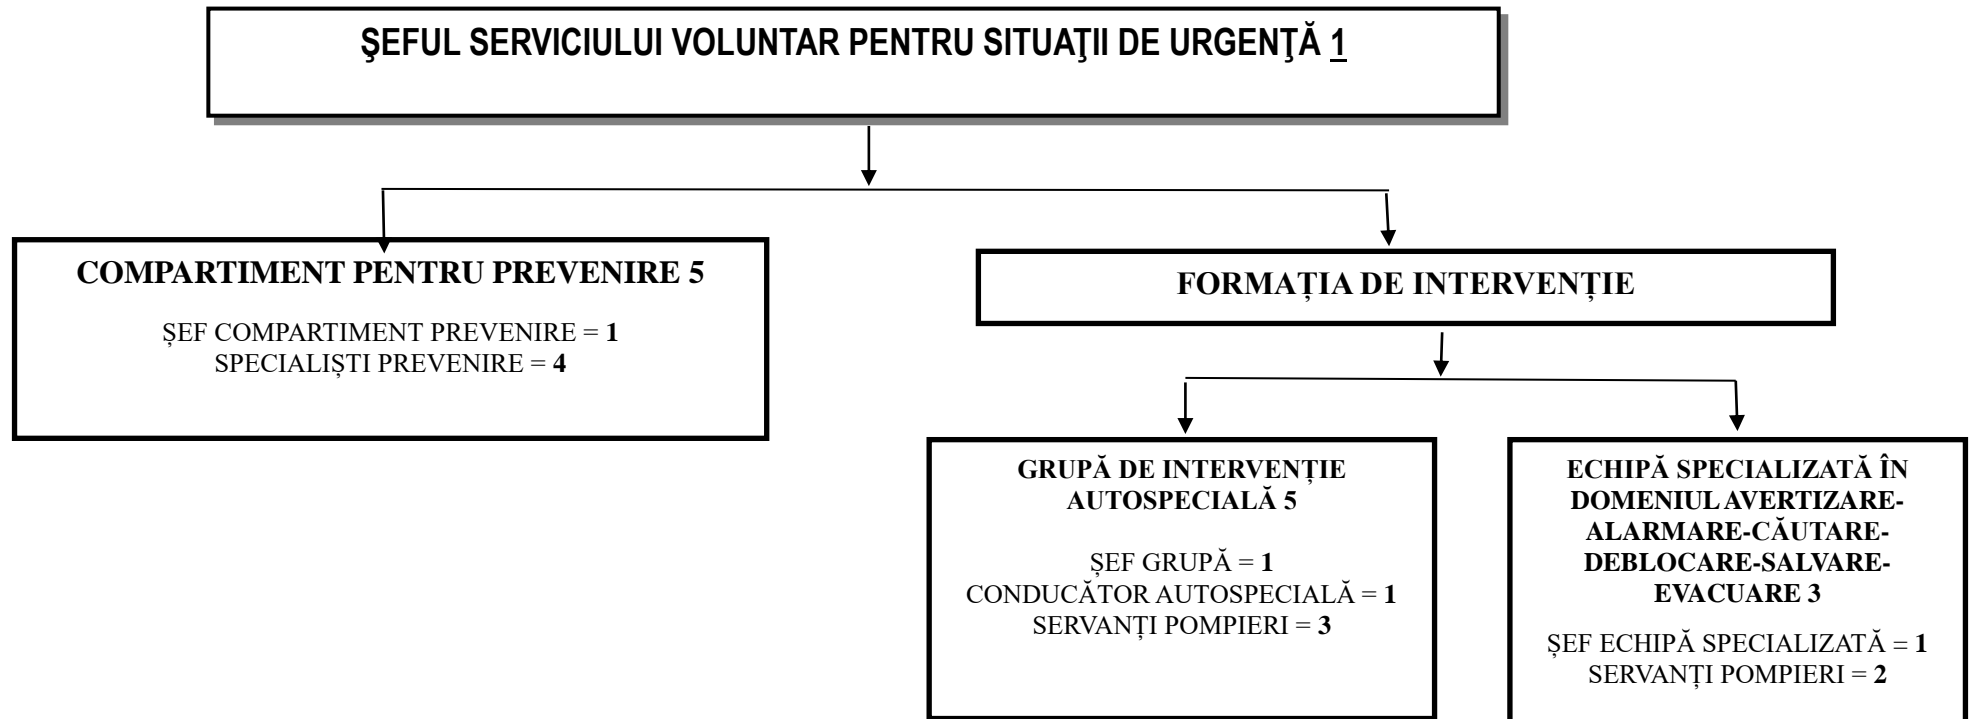 ŞEFUL SERVICIULUI VOLUNTAR PENTRU SITUAŢII DE URGENŢĂ 1
COMPARTIMENT PENTRU PREVENIRE 5
ȘEF COMPARTIMENT PREVENIRE = 1
SPECIALIȘTI PREVENIRE = 4
FORMAȚIA DE INTERVENȚIE
GRUPĂ DE INTERVENȚIE
AUTOSPECIALĂ 5
ȘEF GRUPĂ = 1
CONDUCĂTOR AUTOSPECIALĂ = 1
SERVANȚI POMPIERI = 3
ECHIPĂ SPECIALIZATĂ ÎN
DOMENIUL AVERTIZARE-
ALARMARE-CĂUTARE-
DEBLOCARE-SALVARE-
EVACUARE 3
ȘEF ECHIPĂ SPECIALIZATĂ = 1
SERVANȚI POMPIERI = 2